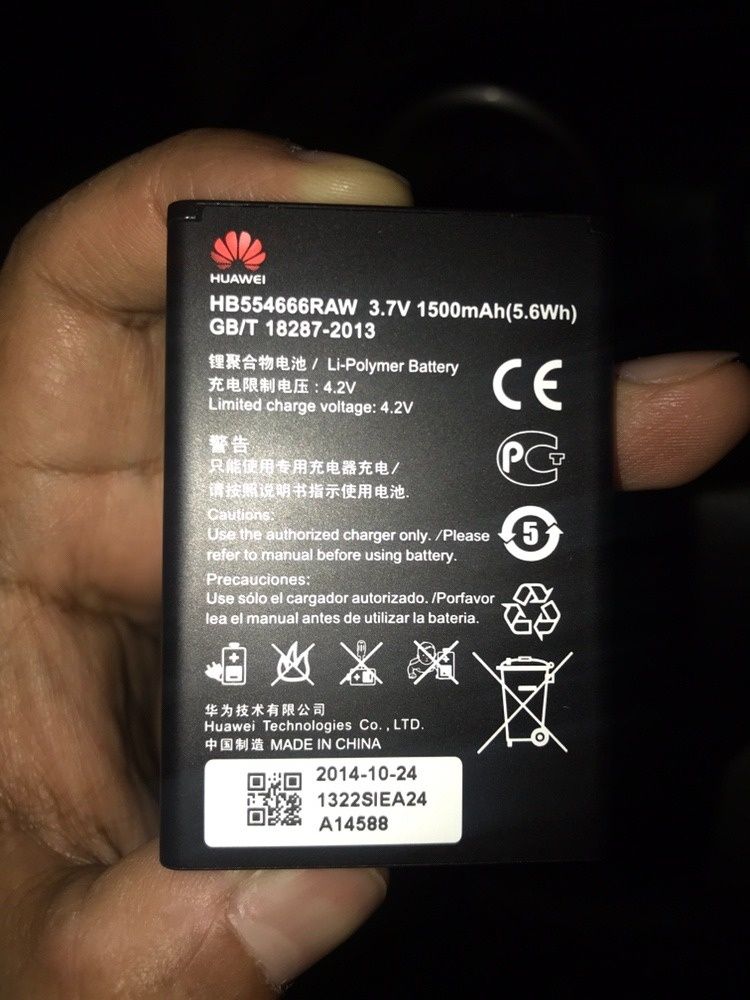 HUAWEI
HB554666RAW 3.7V 1500mAh(5.6Wh)
GB/T 18287-2013
锂聚合物电池 / Li-Polymer Battery
充电限制电压 : 4.2V
Limited charge voltage: 4.2V
CE
警告
只能使用专用充电器充电/
请按照说明书指示使用电池.
PCT
Cautions:
Use the authorized charger only. /Please
refer to manual before using battery.
5
Precauciones:
Use sólo el cargador autorizado. /Porfavor
lea el manual antes de utilizar la bateria.
华为技术有限公司
Huawei Technologies Co., LTD.
中国制造 MADE IN CHINA
2014-10-24
1322SIEA24
A14588